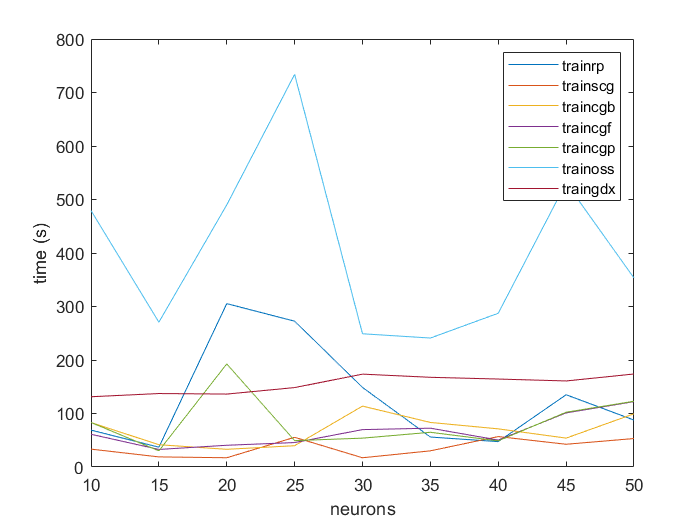 800
700
600
500
400
300
200
100
0
time (s)
10 15 20 25 30 35 40 45 50
neurons
trainrp
trainscg
traincgb
traincgf
traincgp
trainoss
traingdx